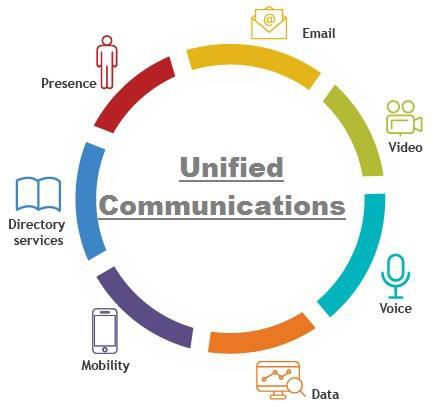 Email
Presence
Video
Unified
Communications
Directory
services
Voice
Mobility
Data